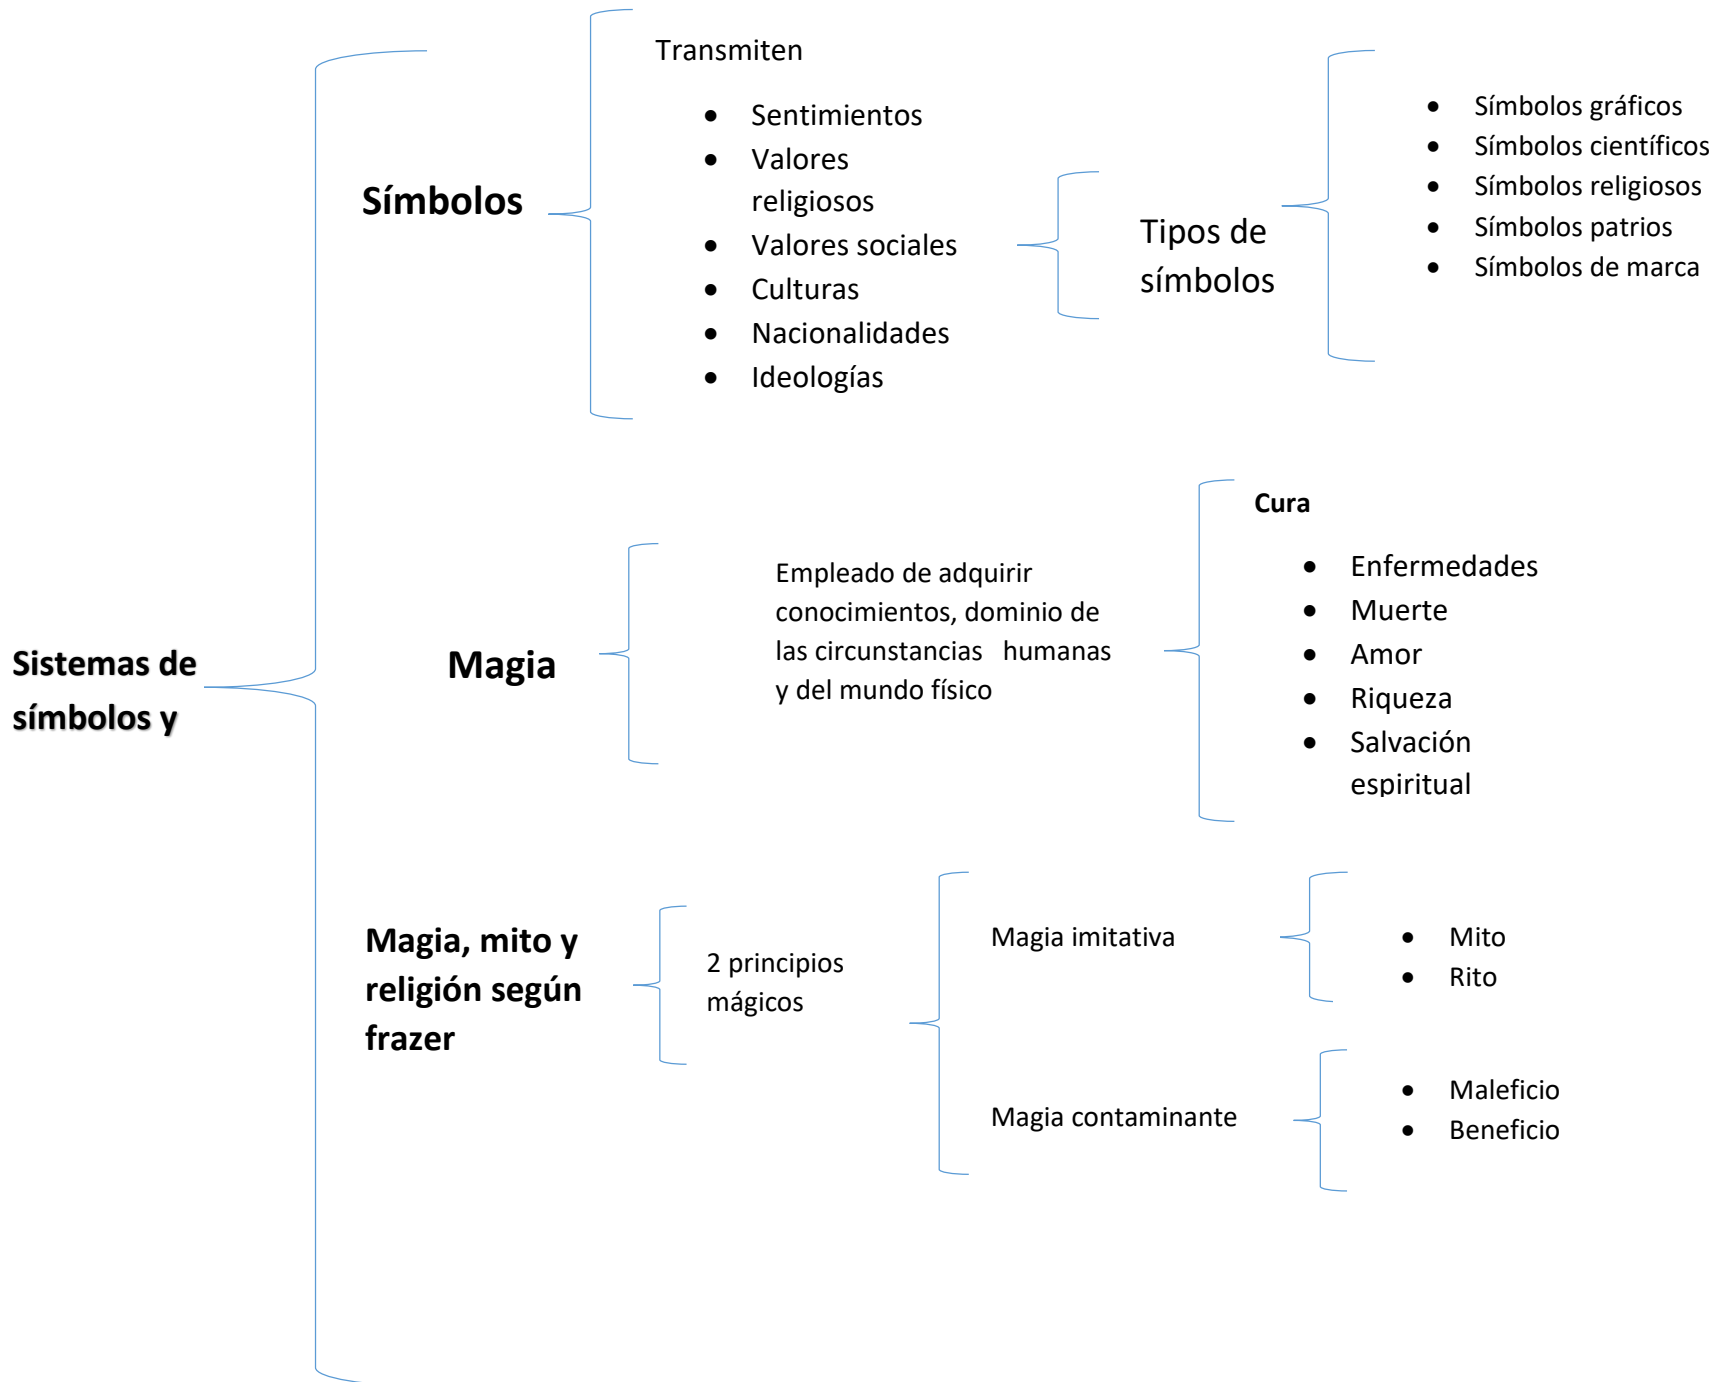 Sistemas de
símbolos y
Símbolos
Transmiten
• Sentimientos
• Valores
religiosos
• Valores sociales
• Culturas
• Nacionalidades
• Ideologías
Tipos de
símbolos
• Símbolos gráficos
• Símbolos científicos
• Símbolos religiosos
• Símbolos patrios
• Símbolos de marca
Magia
Empleado de adquirir
conocimientos, dominio de
las circunstancias humanas
y del mundo físico
Cura
• Enfermedades
• Muerte
• Amor
• Riqueza
• Salvación
espiritual
Magia, mito y
religión según
frazer
2 principios
mágicos
Magia imitativa
• Mito
• Rito
Magia contaminante
• Maleficio
• Beneficio